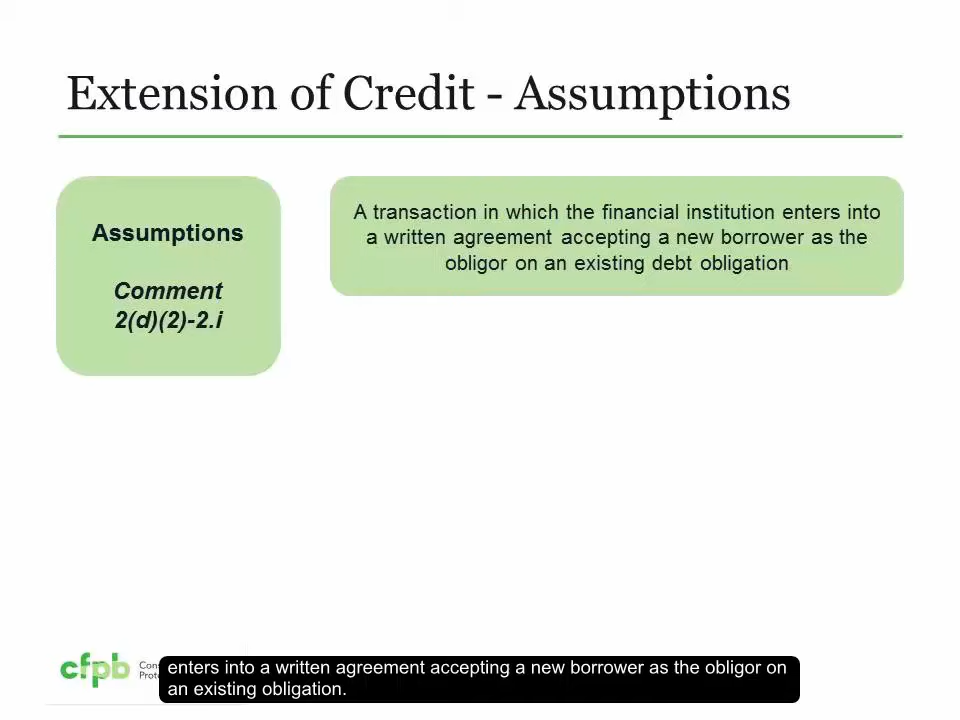 Extension of Credit - Assumptions
Assumptions
Comment
2(d)(2)-2.i
A transaction in which the financial institution enters into
a written agreement accepting a new borrower as the
obligor on an existing debt obligation
cfpb
enters into a written agreement accepting a new borrower as the obligor on
an existing obligation.